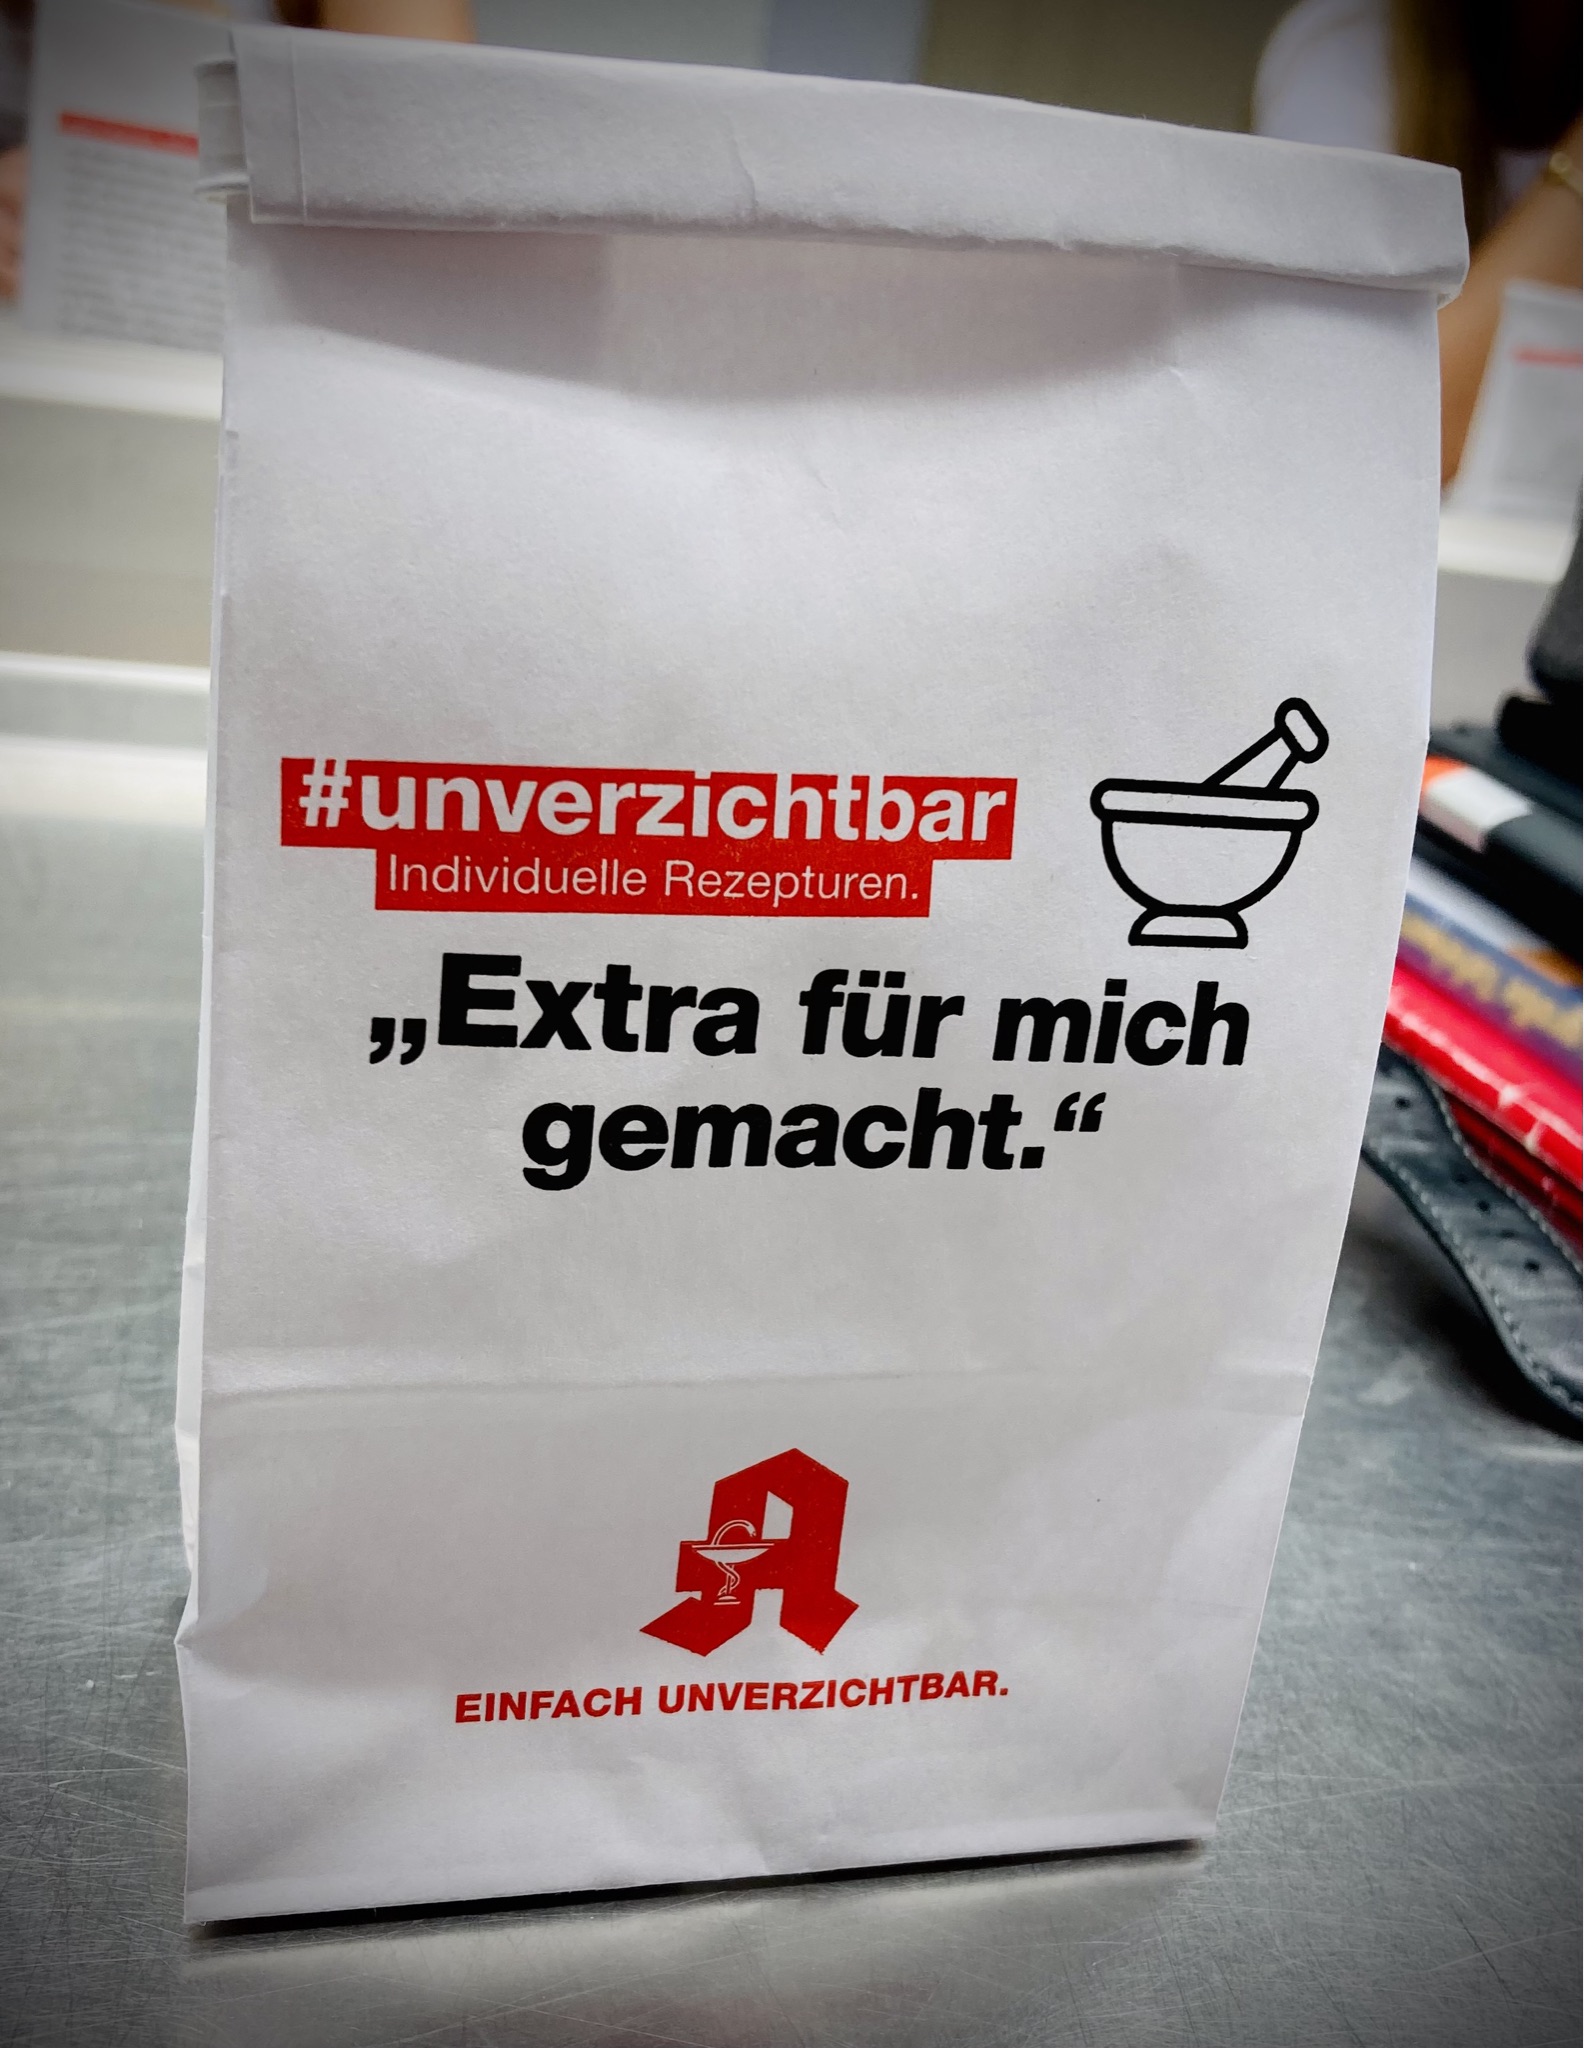 #unverzichtbar
Individuelle Rezepturen.
„Extra für mich
gemacht.“
EINFACH UNVERZICHTBAR.